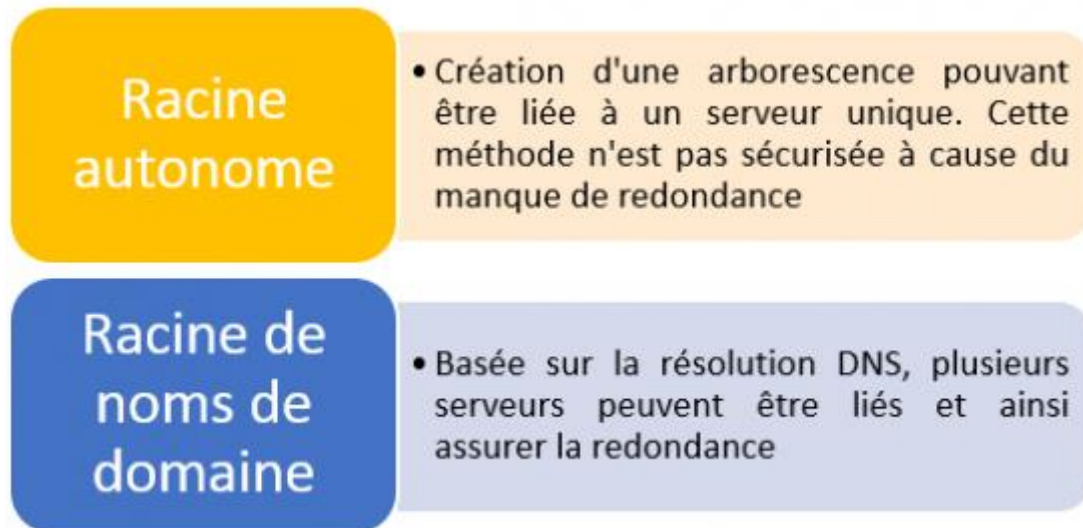 Racine
autonome
• Création d'une arborescence pouvant
être liée à un serveur unique. Cette
méthode n'est pas sécurisée à cause du
manque de redondance
Racine de
noms de
domaine
• Basée sur la résolution DNS, plusieurs
serveurs peuvent être liés et ainsi
assurer la redondance